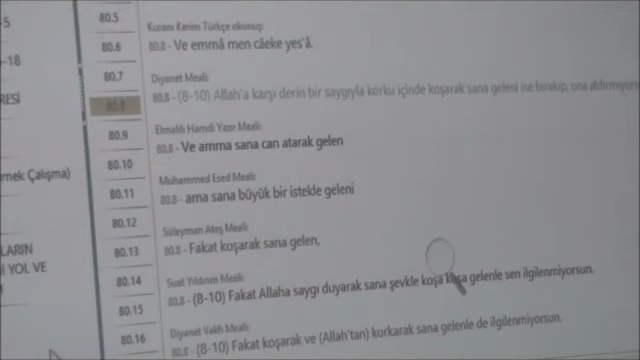 -5
-18
RESİ
rnek Çalışma)
LARIN
İ YOL VE
80.5
80.6
80.7
80.8
80.9
80.10
80.11
80.12
80.13
80.14
80.15
80.16
Kuranı Kerim Türkçe okunuşu:
80.8 - Ve emmâ men câeke yes'â.
Diyanet Meali:
80.8 - (8-10) Allah'a karşı derin bir saygıyla korku içinde koşarak sana geleni ise bırakıp, ona aldırmıyors
Elmalılı Hamdi Yazır Meali:
80.8 - Ve amma sana can atarak gelen
Muhammed Esed Meali:
80.8 - ama sana büyük bir istekle geleni
Süleyman Ateş Meali:
80.8 - Fakat koşarak sana gelen,
Suat Yıldırım Meali:
80.8 - (8-10) Fakat Allaha saygı duyarak sana şevkle koşa koşa gelenle sen ilgilenmiyorsun.
Diyanet Vakfı Meali:
80.8 - (8-10) Fakat koşarak ve (Allah'tan) korkarak sana gelenle de ilgilenmiyorsun.